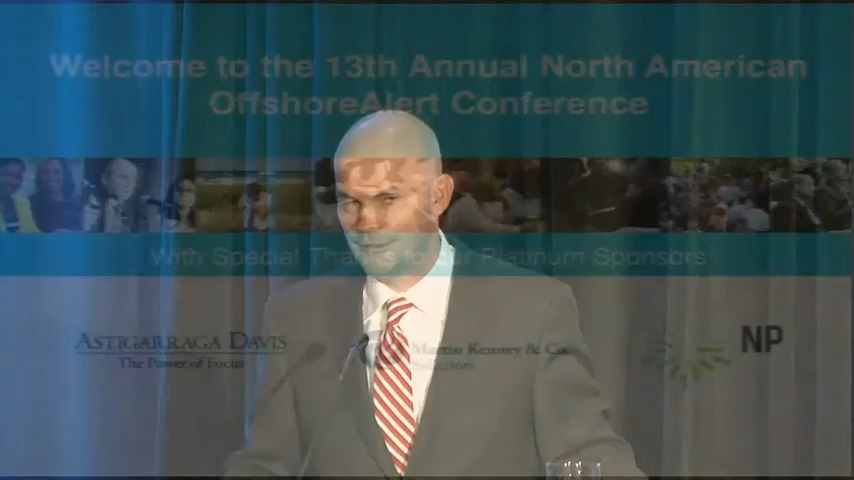 Welcome to the 13th Annual North American
OffshoreAlert Conference
With Special Thanks to our Platinum Sponsors
ASTIGARRAGA DAVIS
The Power of Focus
Martin Kenney & Co.
Solicitors
NP